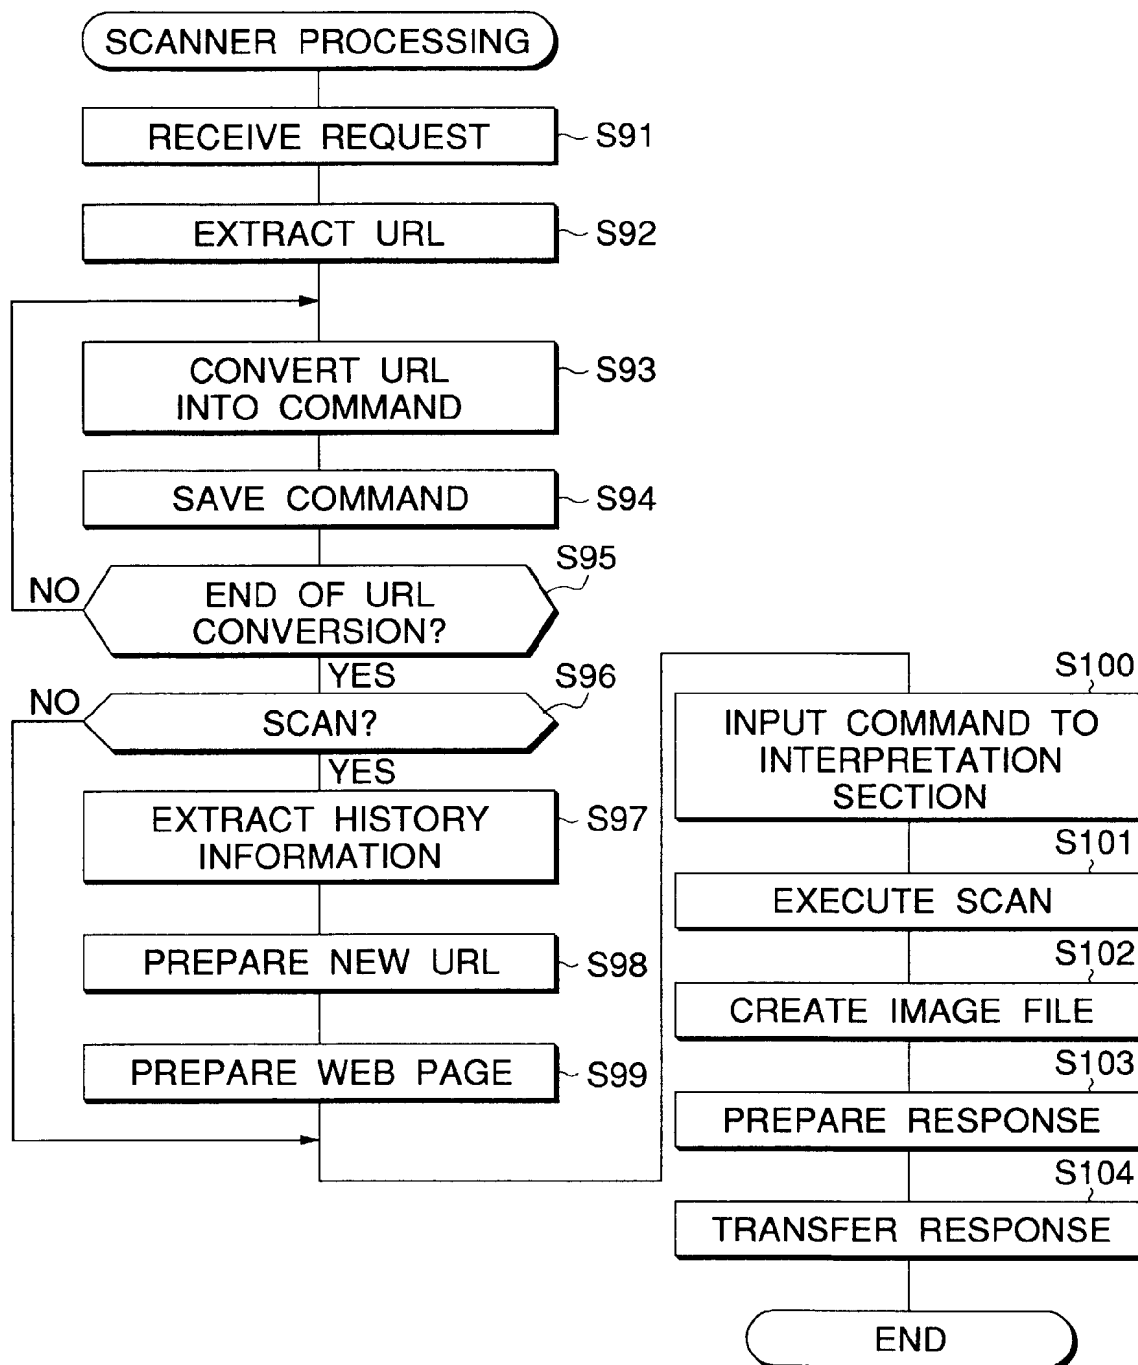 SCANNER PROCESSING
RECEIVE REQUEST
S91
EXTRACT URL
S92
CONVERT URL
INTO COMMAND
S93
SAVE COMMAND
S94
S95
NO
END OF URL
CONVERSION?
YES
S96
NO
SCAN?
YES
EXTRACT HISTORY
INFORMATION
S97
PREPARE NEW URL
S98
PREPARE WEB PAGE
S99
S100
INPUT COMMAND TO
INTERPRETATION
SECTION
S101
EXECUTE SCAN
S102
CREATE IMAGE FILE
S103
PREPARE RESPONSE
S104
TRANSFER RESPONSE
END